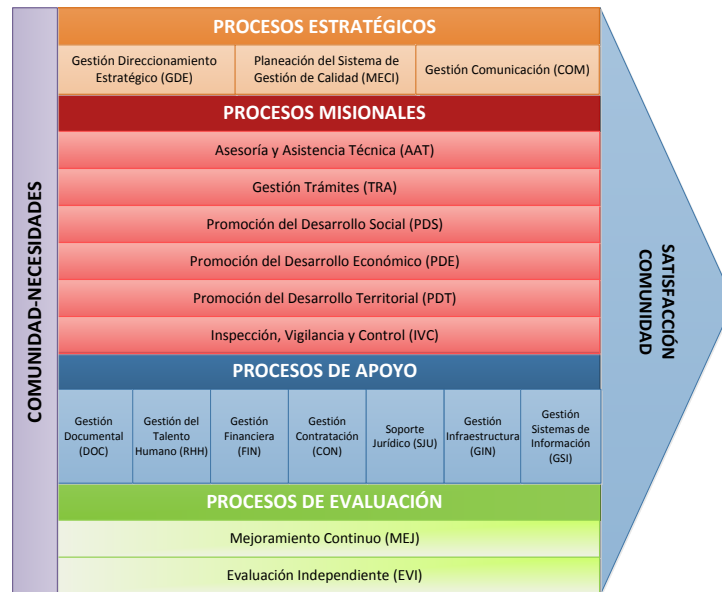 COMUNIDAD-NECESIDADES
PROCESOS ESTRATÉGICOS
Gestión Direccionamiento
Estratégico (GDE)
Planeación del Sistema de
Gestión de Calidad (MECI)
Gestión Comunicación (COM)
PROCESOS MISIONALES
Asesoría y Asistencia Técnica (AAT)
Gestión Trámites (TRA)
Promoción del Desarrollo Social (PDS)
Promoción del Desarrollo Económico (PDE)
Promoción del Desarrollo Territorial (PDT)
Inspección, Vigilancia y Control (IVC)
PROCESOS DE APOYO
Gestión
Documental
(DOC)
Gestión del
Talento
Humano (RHH)
Gestión
Financiera
(FIN)
Gestión
Contratación
(CON)
Soporte
Jurídico (SJU)
Gestión
Infraestructura
(GIN)
Gestión
Sistemas de
Información
(GSI)
PROCESOS DE EVALUACIÓN
Mejoramiento Continuo (MEJ)
Evaluación Independiente (EVI)
SATISFACCIÓN
COMUNIDAD